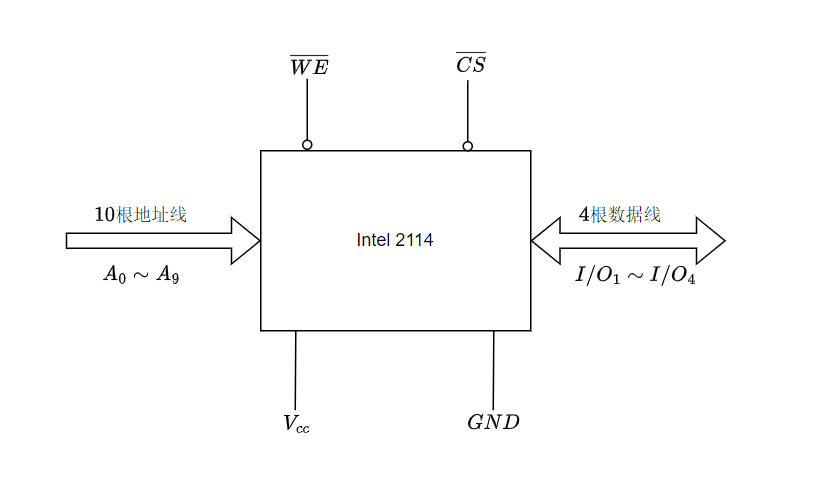 $\overline{WE}$
$\overline{CS}$
10根地址线
4根数据线
Intel 2114
$A_0 \sim A_9$
$I/O_1 \sim I/O_4$
$V_{cc}$
$GND$